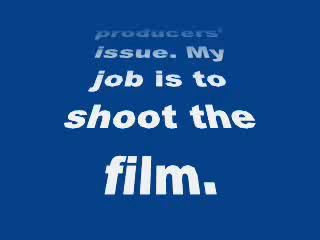 producers'
issue. My
job is to
shoot the
film.